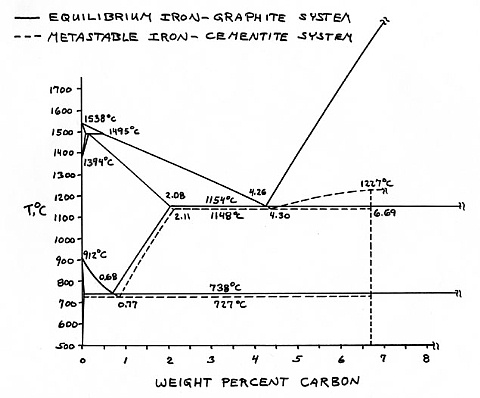 EQUILIBRIUM IRON-GRAPHITE SYSTEM
METASTABLE IRON-CEMENTITE SYSTEM
1700
1600
1538°C
1500
1495°C
1400
1394°C
1300
T,°C
1200
1227°C
2.08
1154°C
4.26
1100
2.11
1148°C
4.30
6.69
1000
900
912°C
800
0.68
738°C
700
0.77
727°C
600
500
0 1 2 3 4 5 6 7 8
WEIGHT PERCENT CARBON